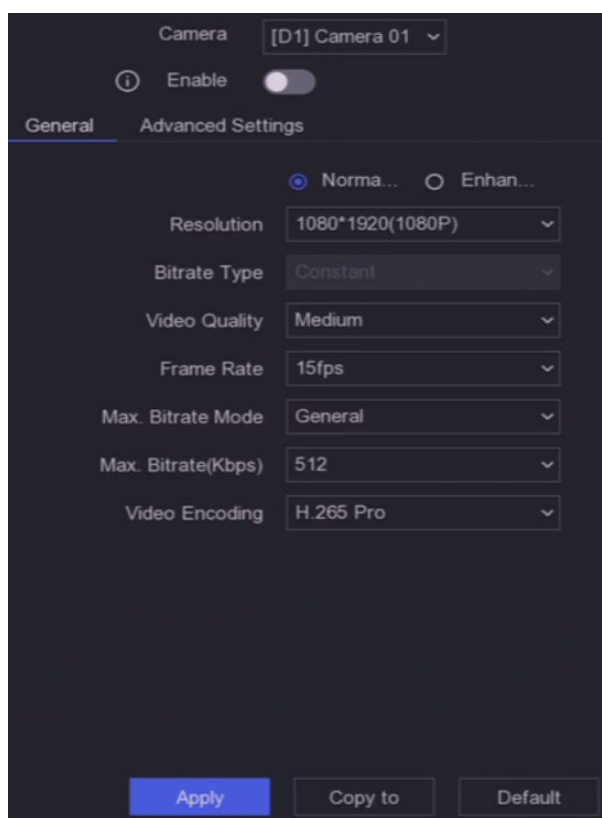 Camera [D1] Camera 01
Enable
General Advanced Settings
Norma... Enhan...
Resolution 1080*1920(1080P)
Bitrate Type Constant
Video Quality Medium
Frame Rate 15fps
Max. Bitrate Mode General
Max. Bitrate(Kbps) 512
Video Encoding H.265 Pro
Apply Copy to Default